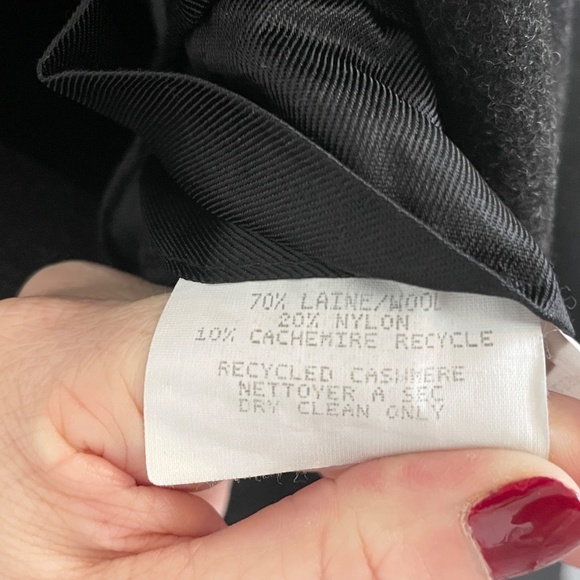 70% LAINE/WOOL
20% NYLON
10% CACHEMIRE RECYCLE
RECYCLED CASHMERE
NETTOYER A SEC
DRY CLEAN ONLY